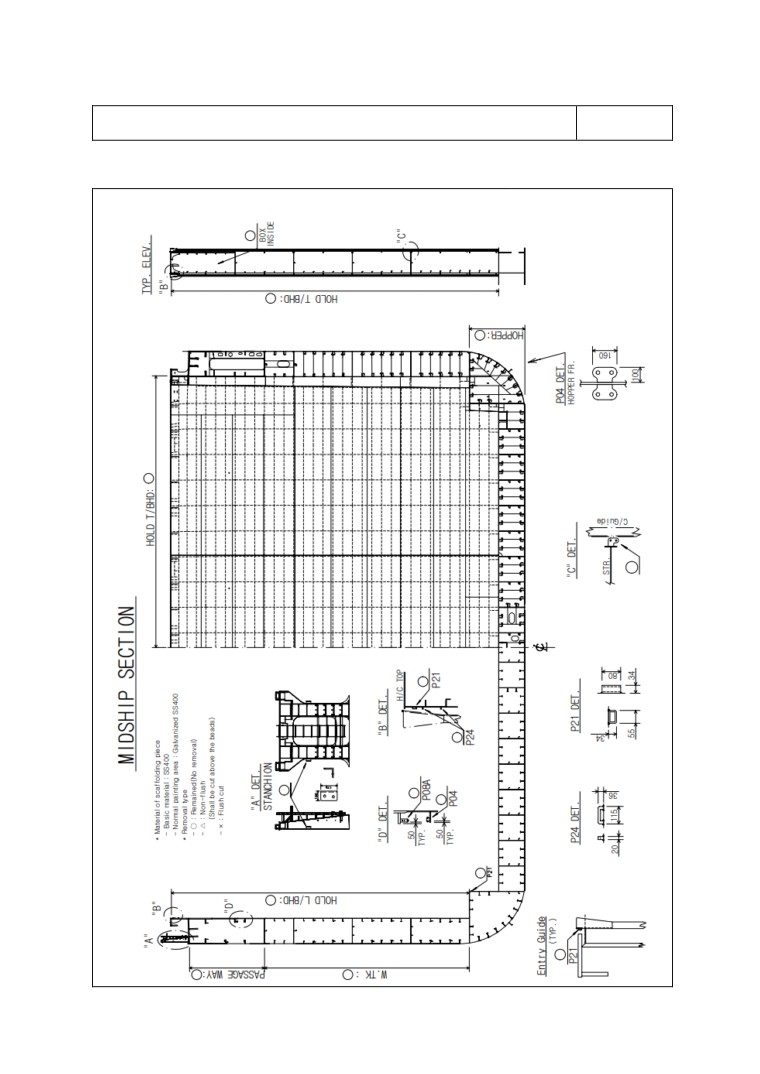 MIDSHIP SECTION
* Material of scaffolding piece
- Basic material : SS400
- Normal painting area : Galvanized SS400
* Removal type
- ○ : Remained(No removal)
- △ : Non-flush
(Shall be cut above the beads)
- × : Flush cut
HOLD T/BHD: ○
TYP. ELEV.
"B"
○ BOX
INSIDE
"C"
○ : HOLD T/BHD
○ : HOPPER
"A" DET.
STANCHION
"D" DET.
P08A
P04
50
TYP.
50
TYP.
"B" DET.
H/C TOP
P21
P24
"A"
"B"
"D"
○ : HOLD L/BHD
○ : PASSAGE WAY
○ : W.TK
P21
Entry Guide
(TYP.)
P21
P24 DET.
115
20
P21 DET.
80
34
55
"C" DET.
C/Guide
STR.
P04 DET.
HOPPER FR.
160
100